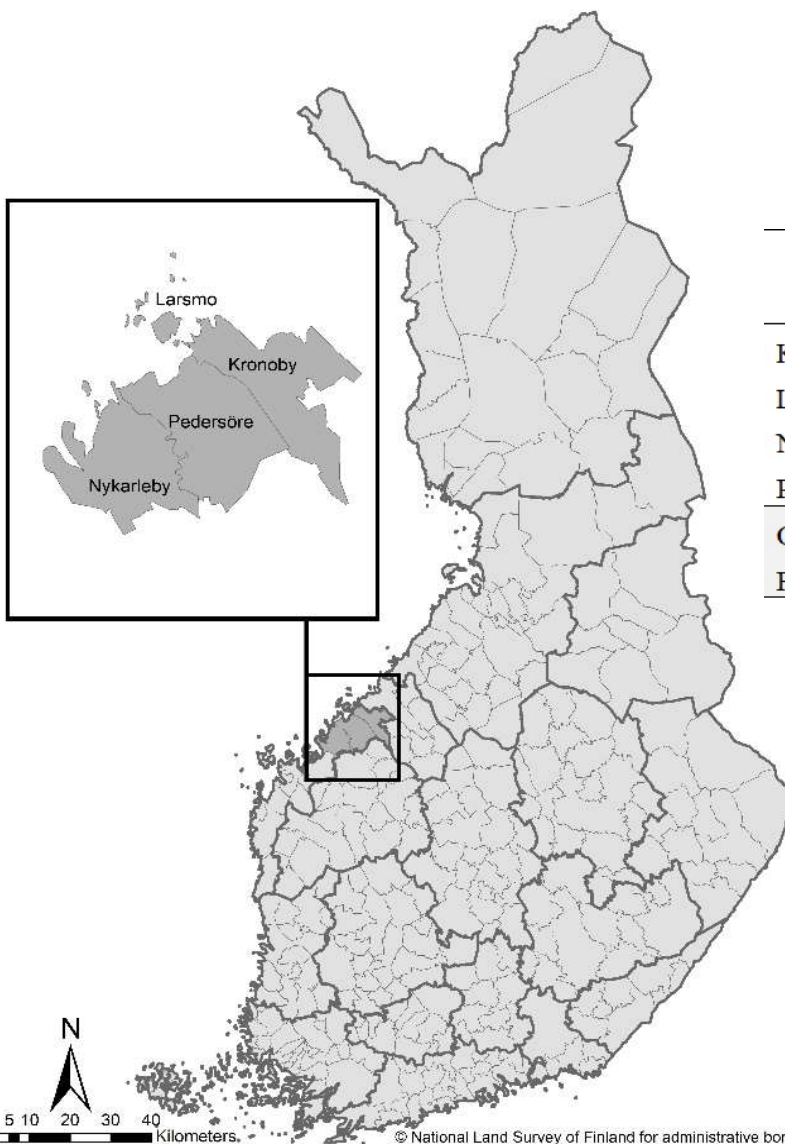 Larsmo
Kronoby
Pedersöre
Nykarleby
K
L
N
C
N
5 10 20 30 40
Kilometers
© National Land Survey of Finland for administrative bor